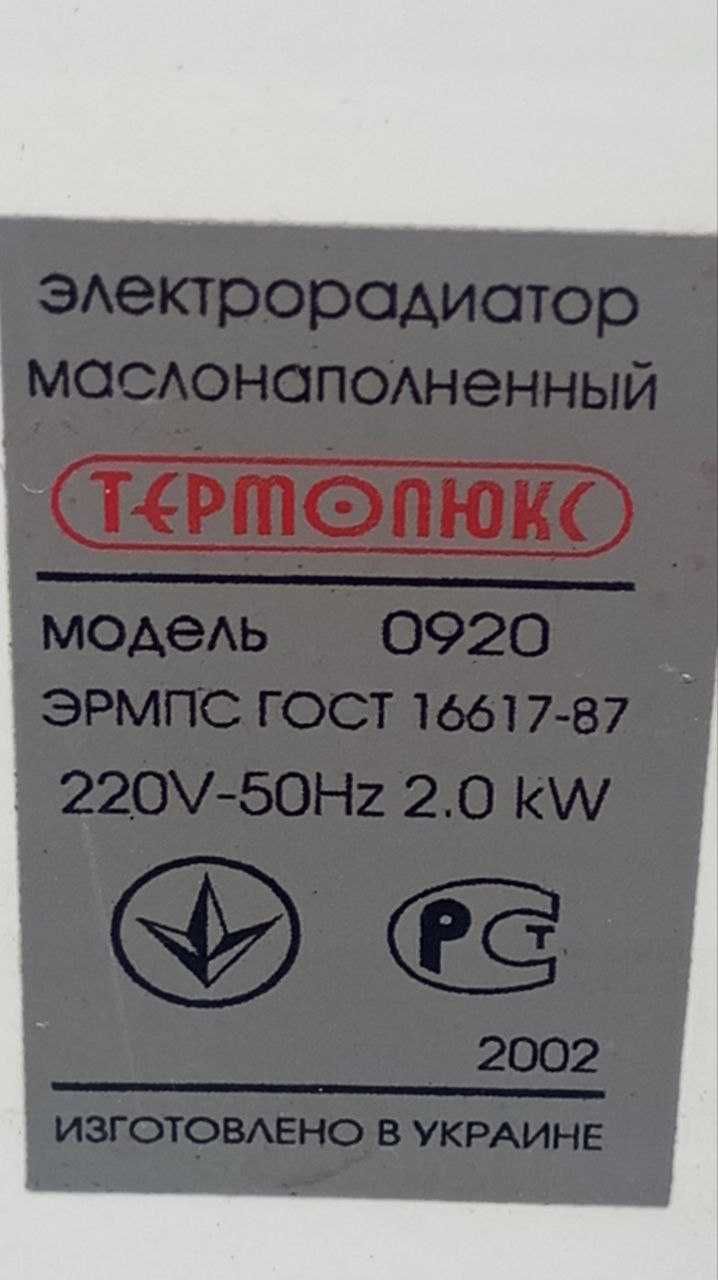 электрорадиатор
маслонаполненный
ТЕРМОЛЮКС
модель 0920
ЭРМПС ГОСТ 16617-87
220V-50Hz 2.0 kW
РСТ
2002
ИЗГОТОВЛЕНО В УКРАИНЕ